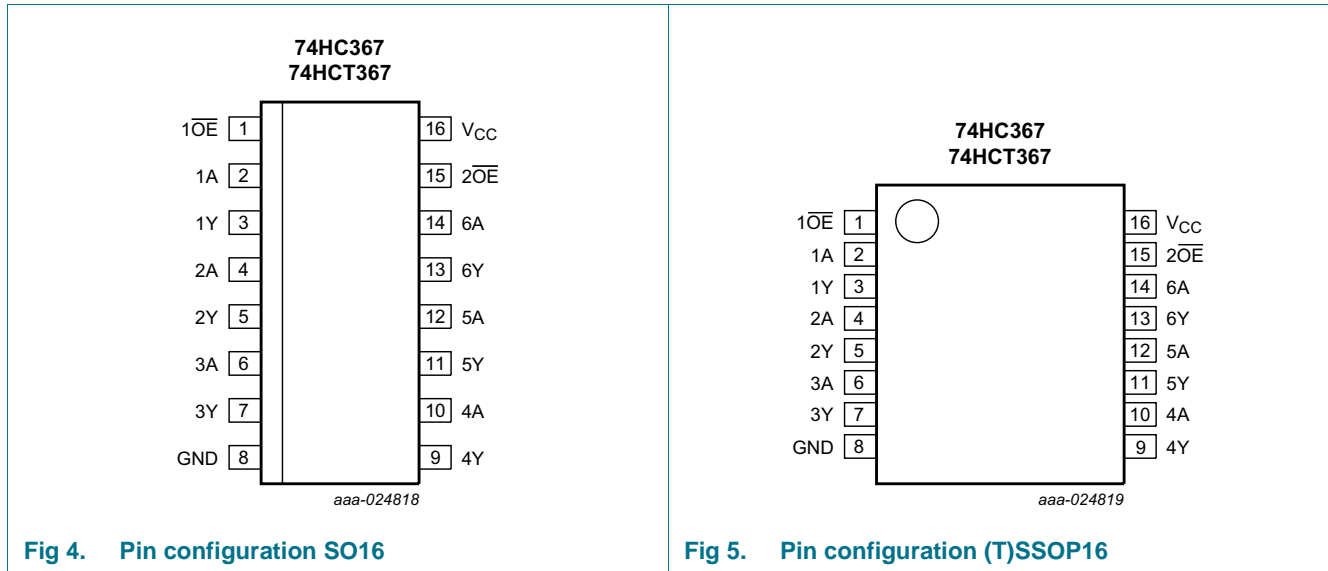 74HC367
74HCT367
1O̅E̅ 1
16 VCC
1A 2
15 2O̅E̅
1Y 3
14 6A
2A 4
13 6Y
2Y 5
12 5A
3A 6
11 5Y
3Y 7
10 4A
GND 8
9 4Y
aaa-024818
Fig 4. Pin configuration SO16
74HC367
74HCT367
1O̅E̅ 1
16 VCC
1A 2
15 2O̅E̅
1Y 3
14 6A
2A 4
13 6Y
2Y 5
12 5A
3A 6
11 5Y
3Y 7
10 4A
GND 8
9 4Y
aaa-024819
Fig 5. Pin configuration (T)SSOP16